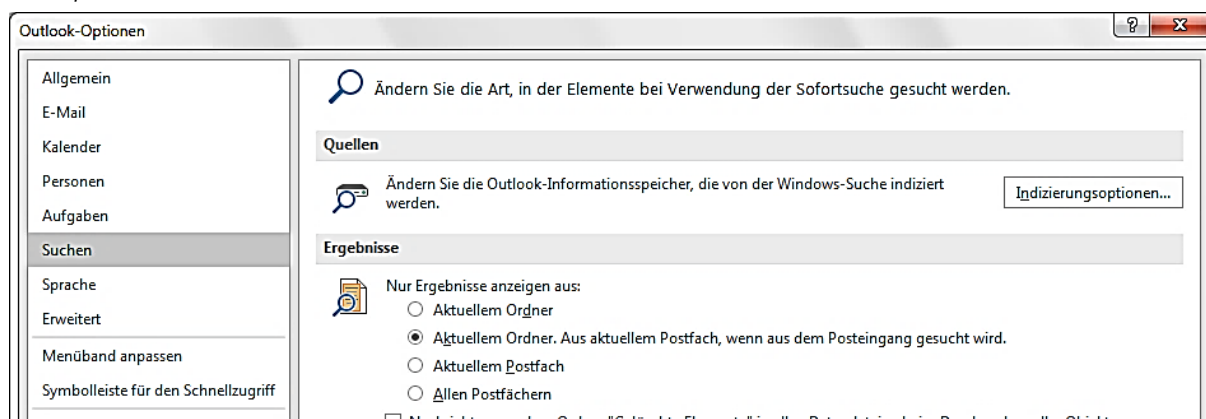 Outlook-Optionen
Allgemein
E-Mail
Kalender
Personen
Aufgaben
Suchen
Sprache
Erweitert
Menüband anpassen
Symbolleiste für den Schnellzugriff
Ändern Sie die Art, in der Elemente bei Verwendung der Sofortsuche gesucht werden.
Quellen
Ändern Sie die Outlook-Informationsspeicher, die von der Windows-Suche indiziert
werden.
Indizierungsoptionen...
Ergebnisse
Nur Ergebnisse anzeigen aus:
Aktuellem Ordner
Aktuellem Ordner. Aus aktuellem Postfach, wenn aus dem Posteingang gesucht wird.
Aktuellem Postfach
Allen Postfächern